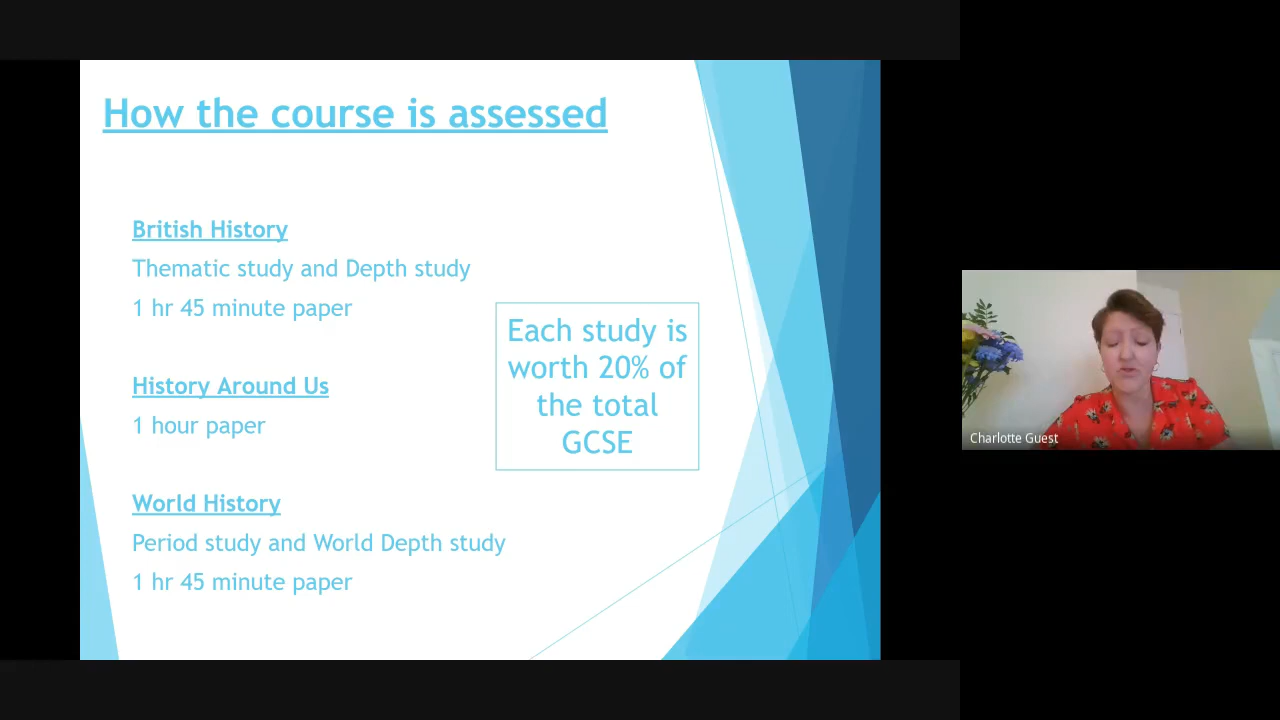 How the course is assessed
British History
Thematic study and Depth study
1 hr 45 minute paper
History Around Us
1 hour paper
World History
Period study and World Depth study
1 hr 45 minute paper
Each study is
worth 20% of
the total
GCSE
Charlotte Guest